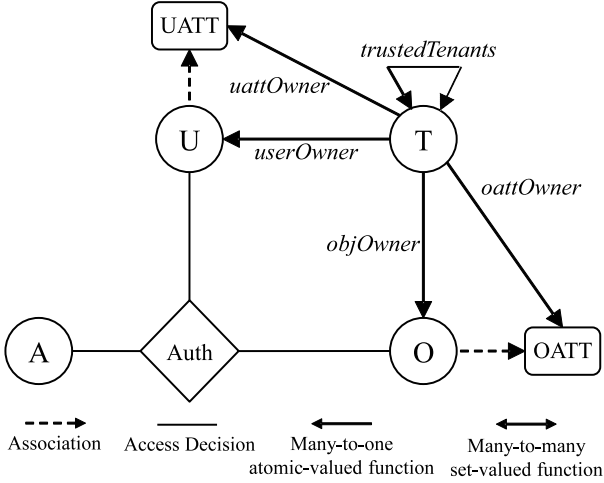 UATT
trustedTenants
uattOwner
U
T
userOwner
oattOwner
objOwner
A
Auth
O
OATT
Association
Access Decision
Many-to-one
atomic-valued function
Many-to-many
set-valued function